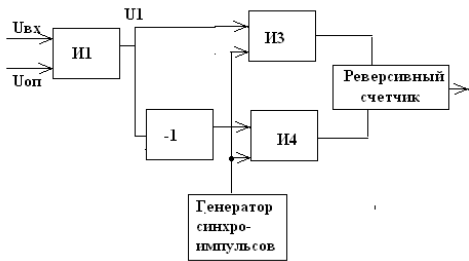 U1
Uвх
И1
Uоп
И3
Реверсивный
счетчик
-1
И4
Генератор
синхро-
импульсов